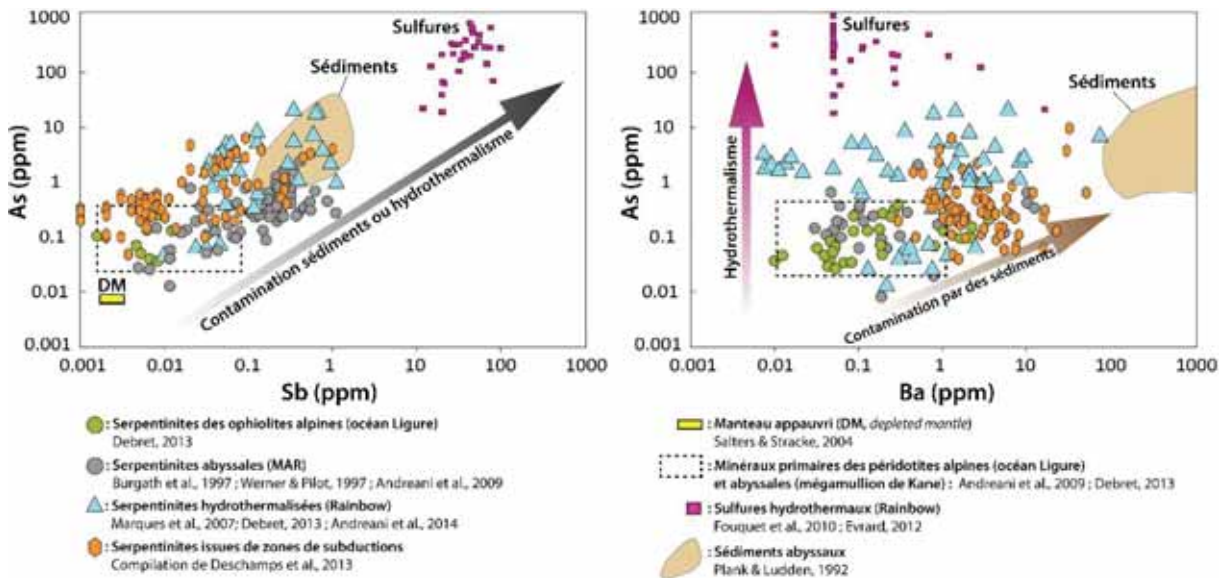 1000
100
10
1
0.1
0.01
0.001
As (ppm)
Sulfures
Sédiments
DM
Contamination sédiments ou hydrothermalisme
0.001 0.01 0.1 1 10 100 1000
Sb (ppm)
1000
100
10
1
0.1
0.01
0.001
As (ppm)
Sulfures
Sédiments
Hydrothermalisme
Contamination par des sédiments
0.001 0.01 0.1 1 10 100 1000
Ba (ppm)
: Serpentinites des ophiolites alpines (océan Ligure)
Debret, 2013
: Serpentinites abyssales (MAR)
Burgath et al., 1997 ; Werner & Pilot, 1997 ; Andreani et al., 2009
: Serpentinites hydrothermalisées (Rainbow)
Marques et al., 2007; Debret, 2013 ; Andreani et al., 2014
: Serpentinites issues de zones de subductions
Compilation de Deschamps et al., 2013
: Manteau appauvri (DM, depleted mantle)
Salters & Stracke, 2004
: Minéraux primaires des péridotites alpines (océan Ligure)
et abyssales (mégamullion de Kane) : Andreani et al., 2009 ; Debret, 2013
: Sulfures hydrothermaux (Rainbow)
Fouquet et al., 2010 ; Evrard, 2012
: Sédiments abyssaux
Plank & Ludden, 1992